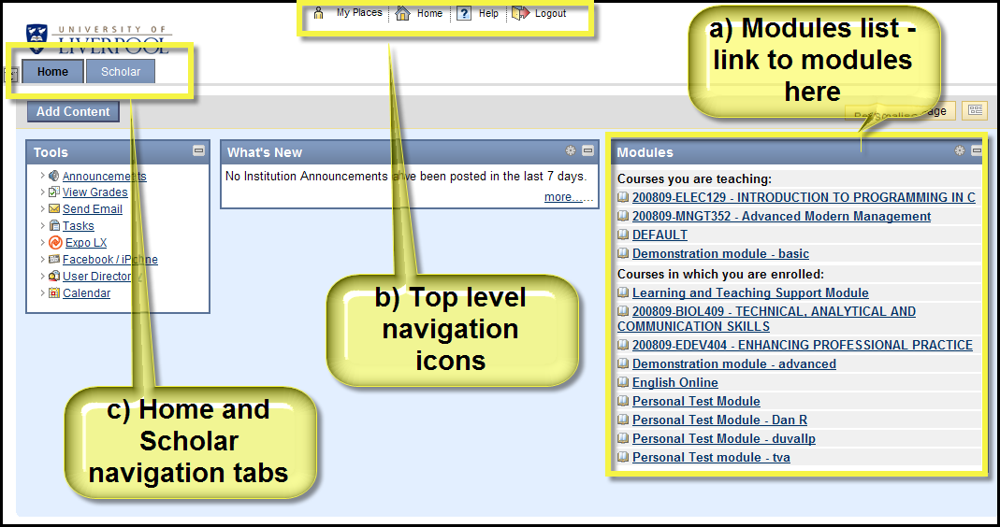 My Places Home Help Logout
UNIVERSITY OF
LIVERPOOL
Home Scholar
a) Modules list -
link to modules
here
Add Content
Page
Tools
Announcements
View Grades
Send Email
Tasks
Expo LX
Facebook / iPhone
User Directory
Calendar
What's New
No Institution Announcements have been posted in the last 7 days.
more......
Modules
Courses you are teaching:
200809-ELEC129 - INTRODUCTION TO PROGRAMMING IN C
200809-MNGT352 - Advanced Modern Management
DEFAULT
Demonstration module - basic
Courses in which you are enrolled:
Learning and Teaching Support Module
200809-BIOL409 - TECHNICAL, ANALYTICAL AND
COMMUNICATION SKILLS
200809-EDEV404 - ENHANCING PROFESSIONAL PRACTICE
Demonstration module - advanced
English Online
Personal Test Module
Personal Test Module - Dan R
Personal Test Module - duvallp
Personal Test module - tva
b) Top level
navigation
icons
c) Home and
Scholar
navigation tabs